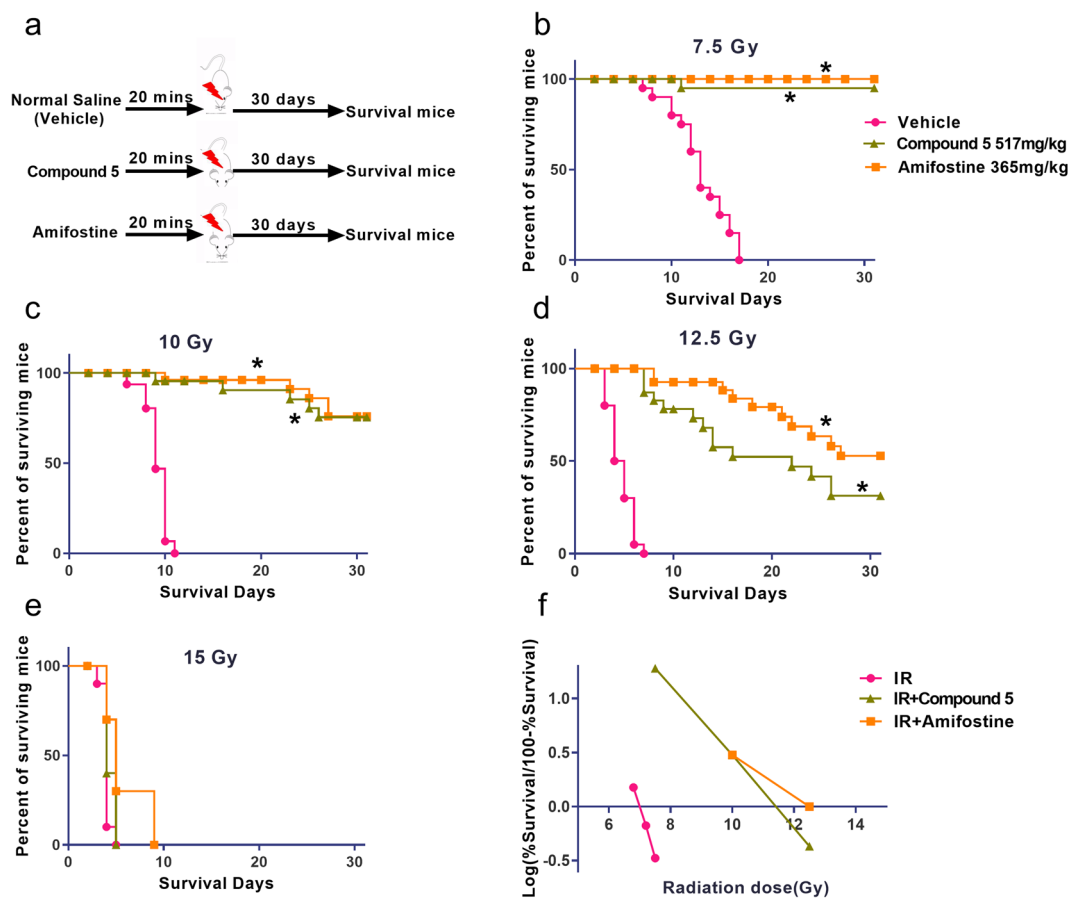 a
Normal Saline
(Vehicle)
20 mins
30 days
Survival mice
Compound 5
20 mins
30 days
Survival mice
Amifostine
20 mins
30 days
Survival mice
b
7.5 Gy
Percent of surviving mice
100
50
0
0 10 20 30
Survival Days
*
*
Vehicle
Compound 5 517mg/kg
Amifostine 365mg/kg
c
10 Gy
Percent of surviving mice
100
50
0
0 10 20 30
Survival Days
*
*
d
12.5 Gy
Percent of surviving mice
100
50
0
0 10 20 30
Survival Days
*
*
e
15 Gy
Percent of surviving mice
100
50
0
0 10 20 30
Survival Days
f
Log(%Survival/100-%Survival)
1.0
0.5
0.0
-0.5
6 8 10 12 14
Radiation dose(Gy)
IR
IR+Compound 5
IR+Amifostine